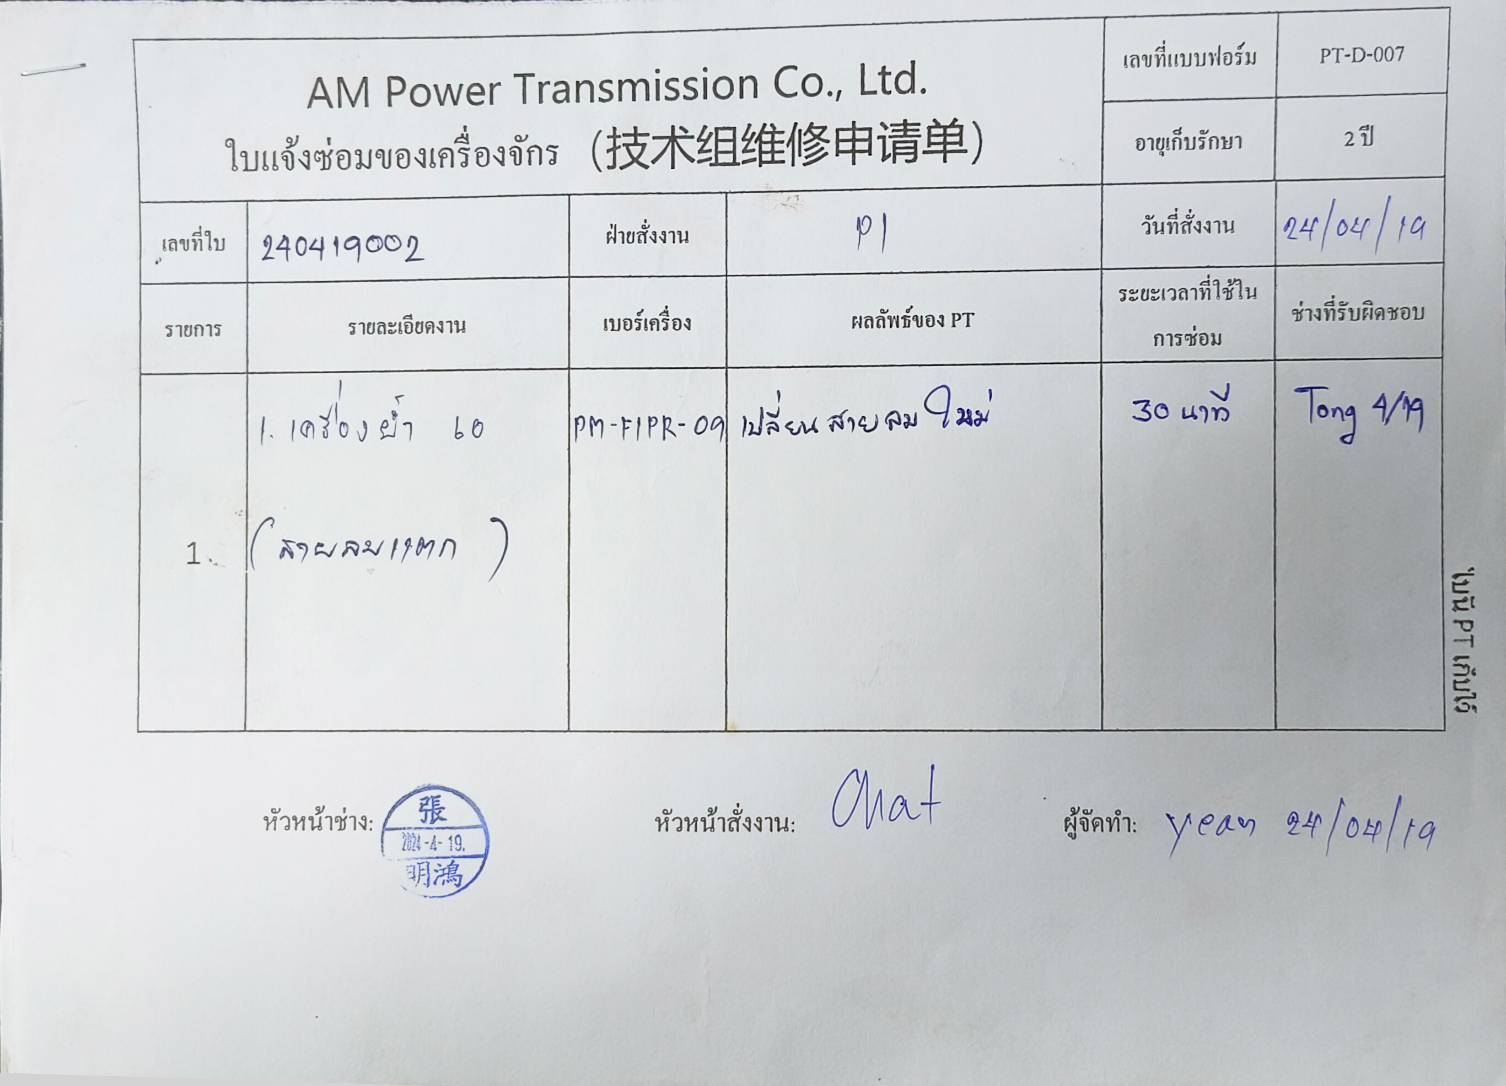 AM Power Transmission Co., Ltd.
ใบแจ้งซ่อมของเครื่องจักร (技术组维修申请单)
เลขที่แบบฟอร์ม PT-D-007
อายุเก็บรักษา 2 ปี
เลขที่ใบ 240419002 ฝ่ายสั่งงาน P1 วันที่สั่งงาน 24/04/19
รายการ รายละเอียดงาน เบอร์เครื่อง ผลลัพธ์ของ PT ระยะเวลาที่ใช้ใน ช่างที่รับผิดชอบ
การซ่อม
1. เครื่องย้ำ 60 PM-FIPR-09 เปลี่ยนสายลมใหม่ 30 นาที Tong 4/19
1. (สายลมแตก)
ใบนี้ PT เก็บไว้
หัวหน้าช่าง: 張 2024-4-19. 明鴻
หัวหน้าสั่งงาน: Chat
ผู้จัดทำ: yean 24/04/19